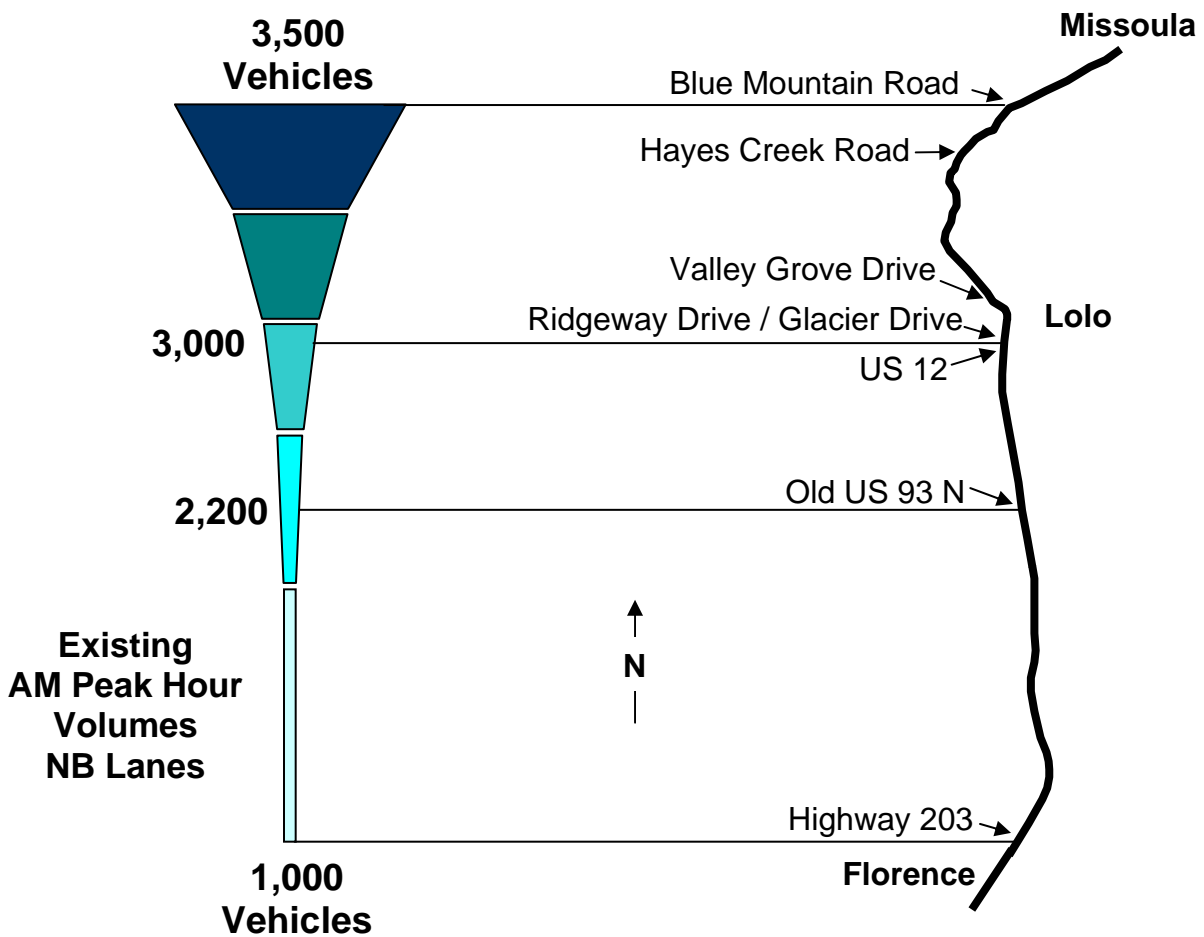 Missoula
3,500
Vehicles
Blue Mountain Road
Hayes Creek Road
Valley Grove Drive
Ridgeway Drive / Glacier Drive
Lolo
3,000
US 12
Old US 93 N
2,200
Existing
AM Peak Hour
Volumes
NB Lanes
N
Highway 203
Florence
1,000
Vehicles